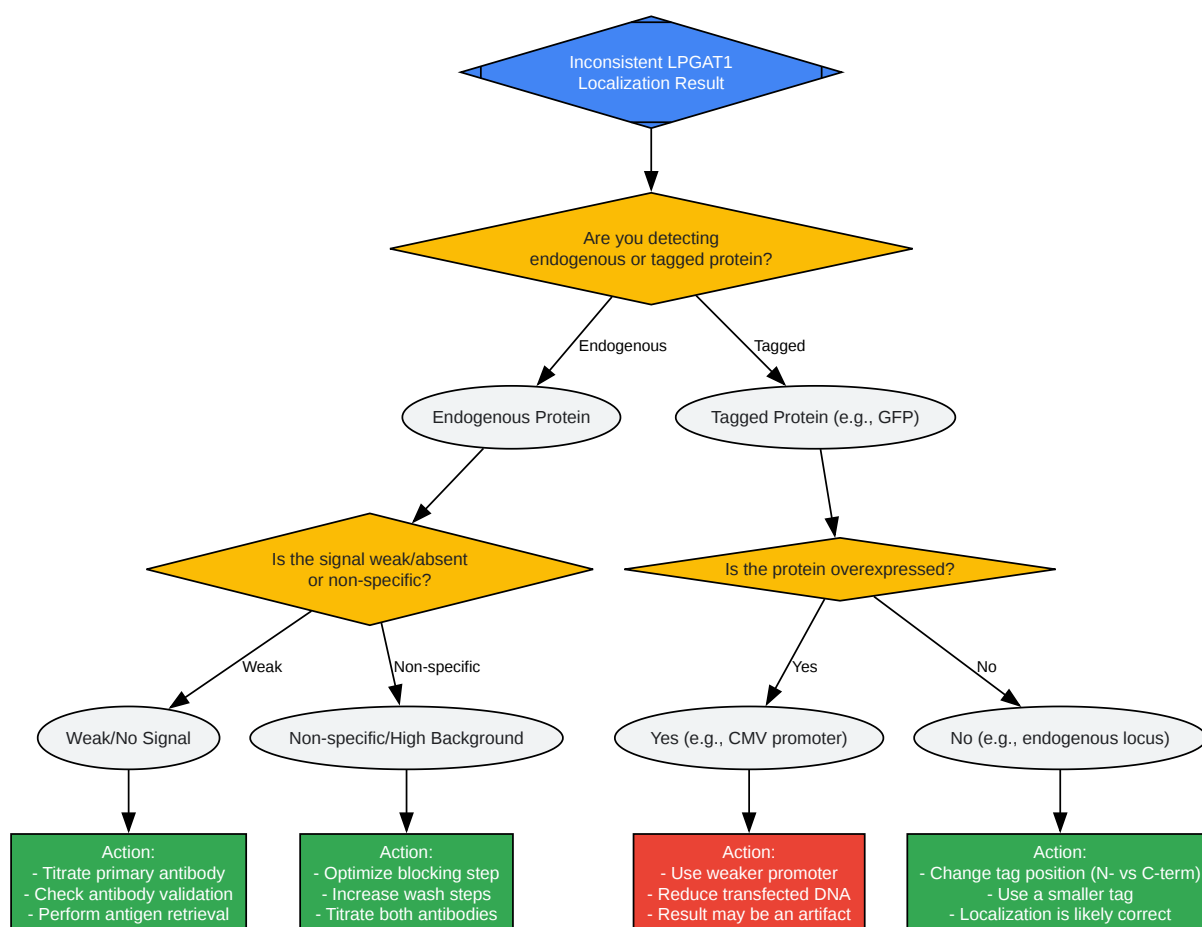 Inconsistent LPGAT1
Localization Result
Are you detecting
endogenous or tagged protein?
Endogenous
Tagged
Endogenous Protein
Tagged Protein (e.g., GFP)
Is the signal weak/absent
or non-specific?
Is the protein overexpressed?
Weak
Non-specific
Yes
No
Weak/No Signal
Non-specific/High Background
Yes (e.g., CMV promoter)
No (e.g., endogenous locus)
Action:
- Titrate primary antibody
- Check antibody validation
- Perform antigen retrieval
Action:
- Optimize blocking step
- Increase wash steps
- Titrate both antibodies
Action:
- Use weaker promoter
- Reduce transfected DNA
- Result may be an artifact
Action:
- Change tag position (N- vs C-term)
- Use a smaller tag
- Localization is likely correct